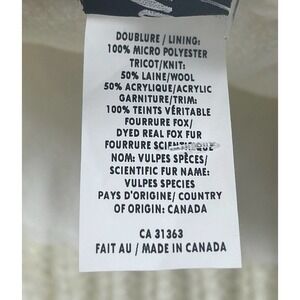 DOUBLURE / LINING:
100% MICRO POLYESTER
TRICOT/KNIT:
50% LAINE/WOOL
50% ACRYLIQUE/ACRYLIC
GARNITURE/TRIM:
100% TEINTS VÉRITABLE
FOURRURE FOX/
DYED REAL FOX FUR
FOURRURE SCIENTIFIQUE
NOM: VULPES SPÈCES/
SCIENTIFIC FUR NAME:
VULPES SPECIES
PAYS D'ORIGINE/ COUNTRY
OF ORIGIN: CANADA
CA 31363
FAIT AU / MADE IN CANADA